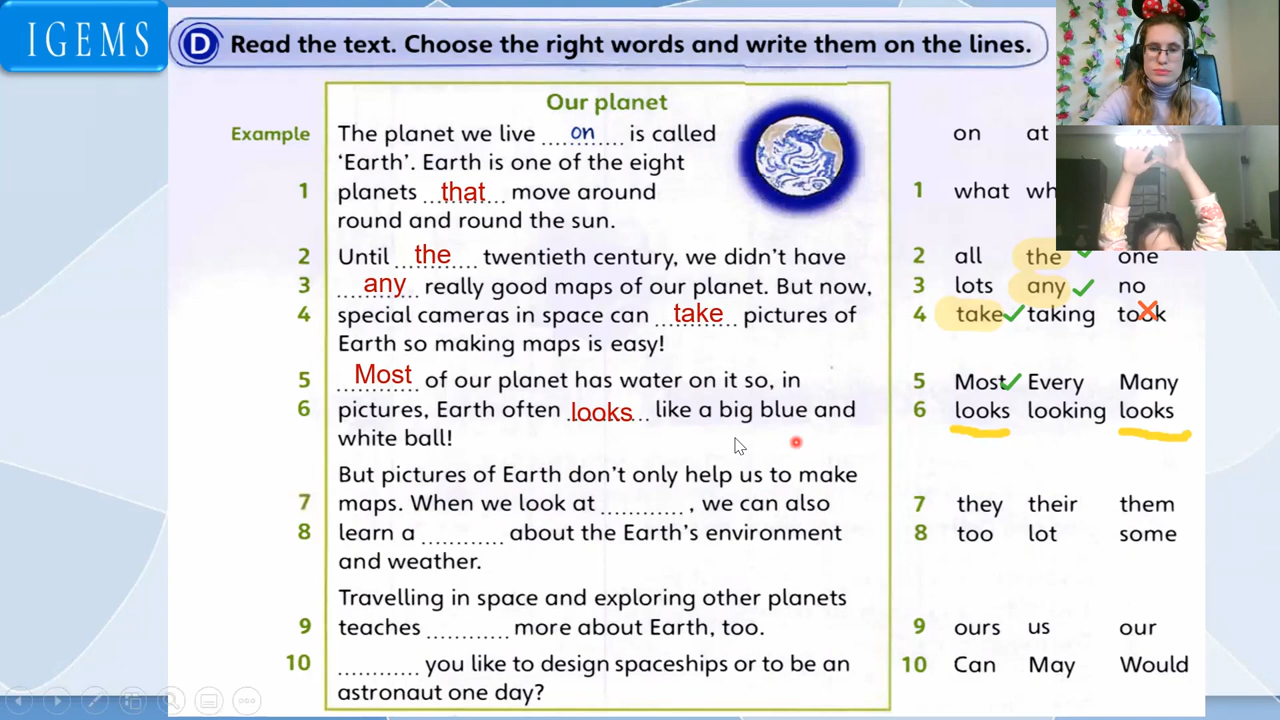 IGEMS
D Read the text. Choose the right words and write them on the lines.
Our planet
Example The planet we live on is called on at
‘Earth’. Earth is one of the eight
1 planets that move around 1 what
round and round the sun.
2 Until the twentieth century, we didn’t have 2 all the one
3 any really good maps of our planet. But now, 3 lots any no
4 special cameras in space can take pictures of 4 take taking took
Earth so making maps is easy!
5 Most of our planet has water on it so, in 5 Most Every Many
6 pictures, Earth often looks like a big blue and 6 looks looking looks
white ball!
But pictures of Earth don’t only help us to make
7 maps. When we look at ............ , we can also 7 they their them
8 learn a ............ about the Earth’s environment 8 too lot some
and weather.
Travelling in space and exploring other planets
9 teaches ............ more about Earth, too. 9 ours us our
10 ............ you like to design spaceships or to be an 10 Can May Would
astronaut one day?